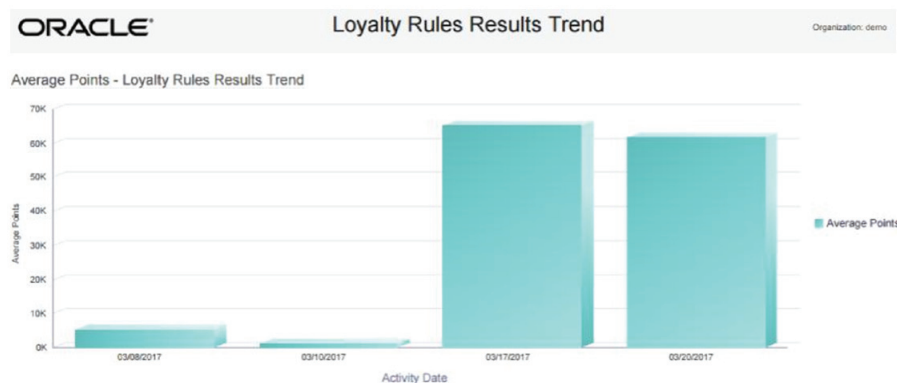 ORACLE®
Loyalty Rules Results Trend
Organization: demo
Average Points - Loyalty Rules Results Trend
70K
60K
50K
40K
30K
20K
10K
0K
Average Points
03/08/2017 03/10/2017 03/17/2017 03/20/2017
Activity Date
Average Points